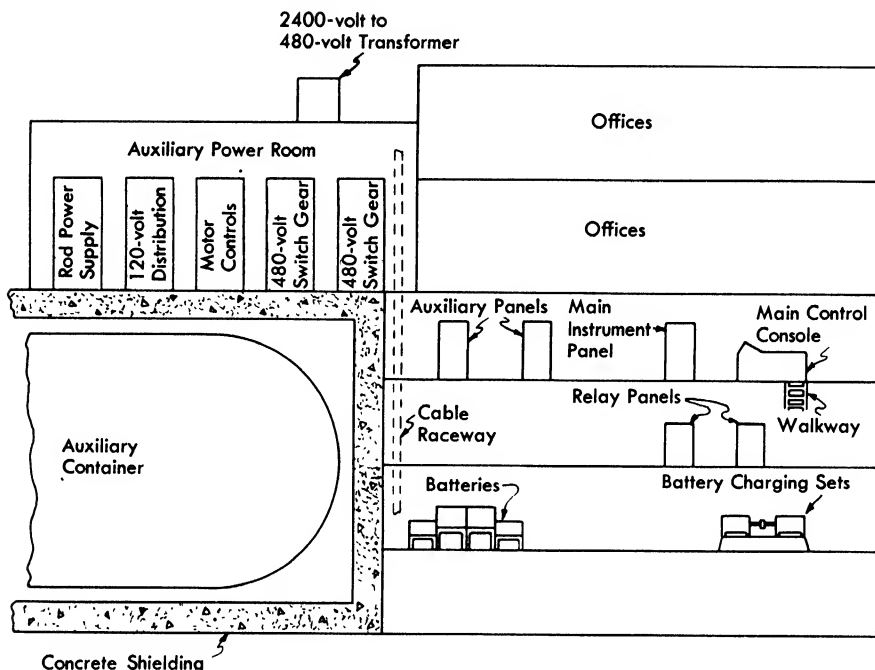 2400-volt to
480-volt Transformer
Offices
Auxiliary Power Room
Rod Power
Supply
120-volt
Distribution
Motor
Controls
480-volt
Switch Gear
480-volt
Switch Gear
Offices
Auxiliary Panels
Main
Instrument
Panel
Main Control
Console
Relay Panels
Walkway
Cable
Raceway
Auxiliary
Container
Batteries
Battery Charging Sets
Concrete Shielding